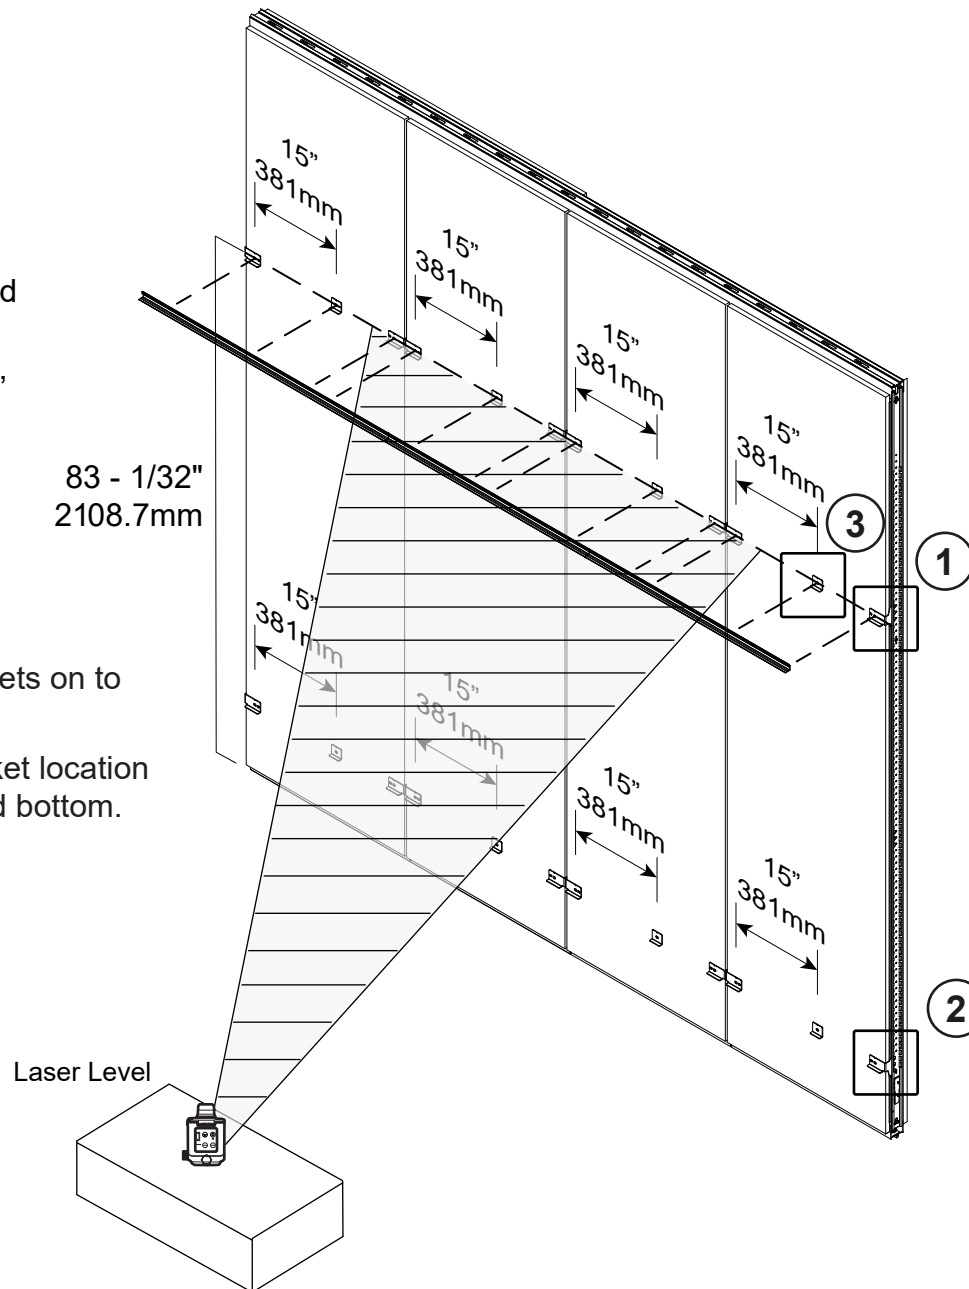 15”
381mm
15”
381mm
d
15”
381mm
,
15”
381mm
83 - 1/32"
2108.7mm
3
1
15”
381mm
ets on to
15”
381mm
ket location
d bottom.
15”
381mm
15”
381mm
2
Laser Level